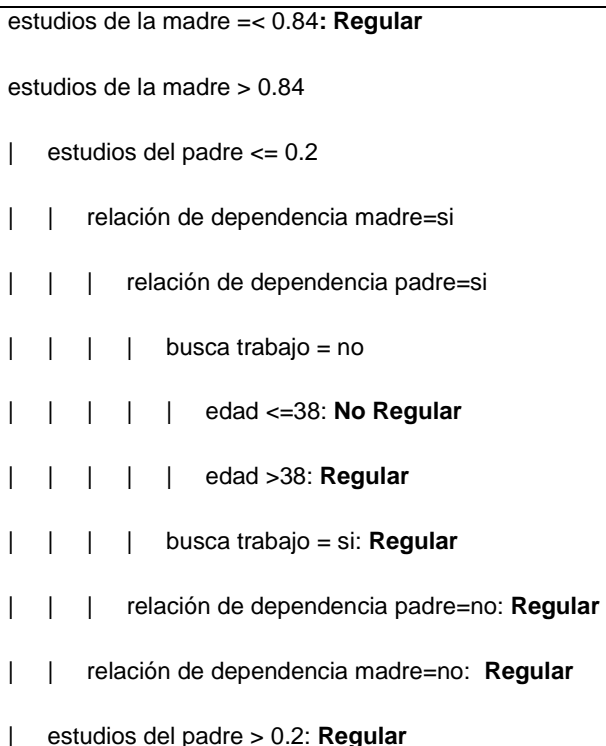 estudios de la madre =< 0.84: Regular
estudios de la madre > 0.84
| estudios del padre <= 0.2
| | relación de dependencia madre=si
| | | relación de dependencia padre=si
| | | | busca trabajo = no
| | | | | edad <=38: No Regular
| | | | | edad >38: Regular
| | | | busca trabajo = si: Regular
| | | relación de dependencia padre=no: Regular
| | relación de dependencia madre=no: Regular
| estudios del padre > 0.2: Regular